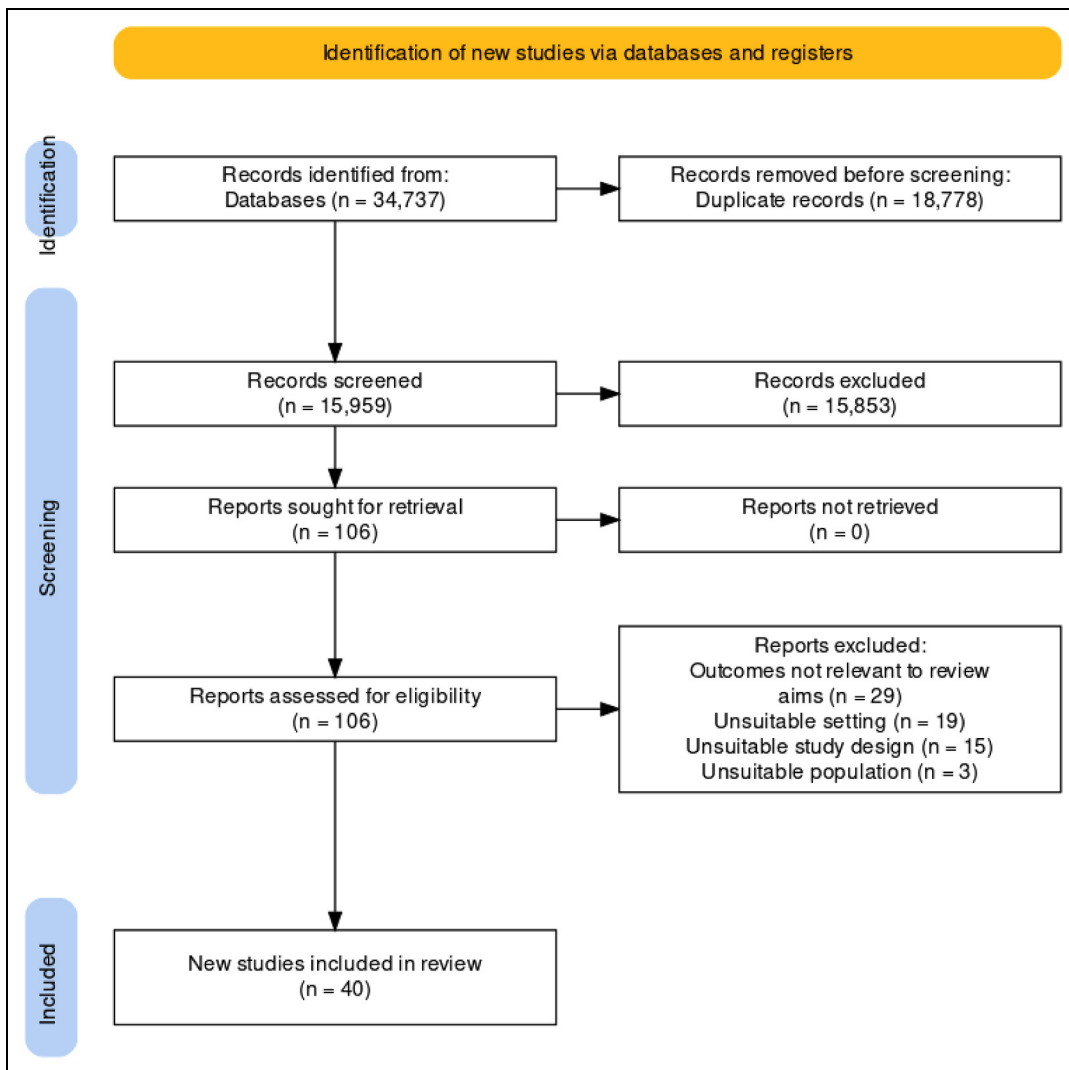 Identification of new studies via databases and registers
Identification
Records identified from:
Databases (n = 34,737)
Records removed before screening:
Duplicate records (n = 18,778)
Screening
Records screened
(n = 15,959)
Records excluded
(n = 15,853)
Reports sought for retrieval
(n = 106)
Reports not retrieved
(n = 0)
Reports assessed for eligibility
(n = 106)
Reports excluded:
Outcomes not relevant to review
aims (n = 29)
Unsuitable setting (n = 19)
Unsuitable study design (n = 15)
Unsuitable population (n = 3)
Included
New studies included in review
(n = 40)